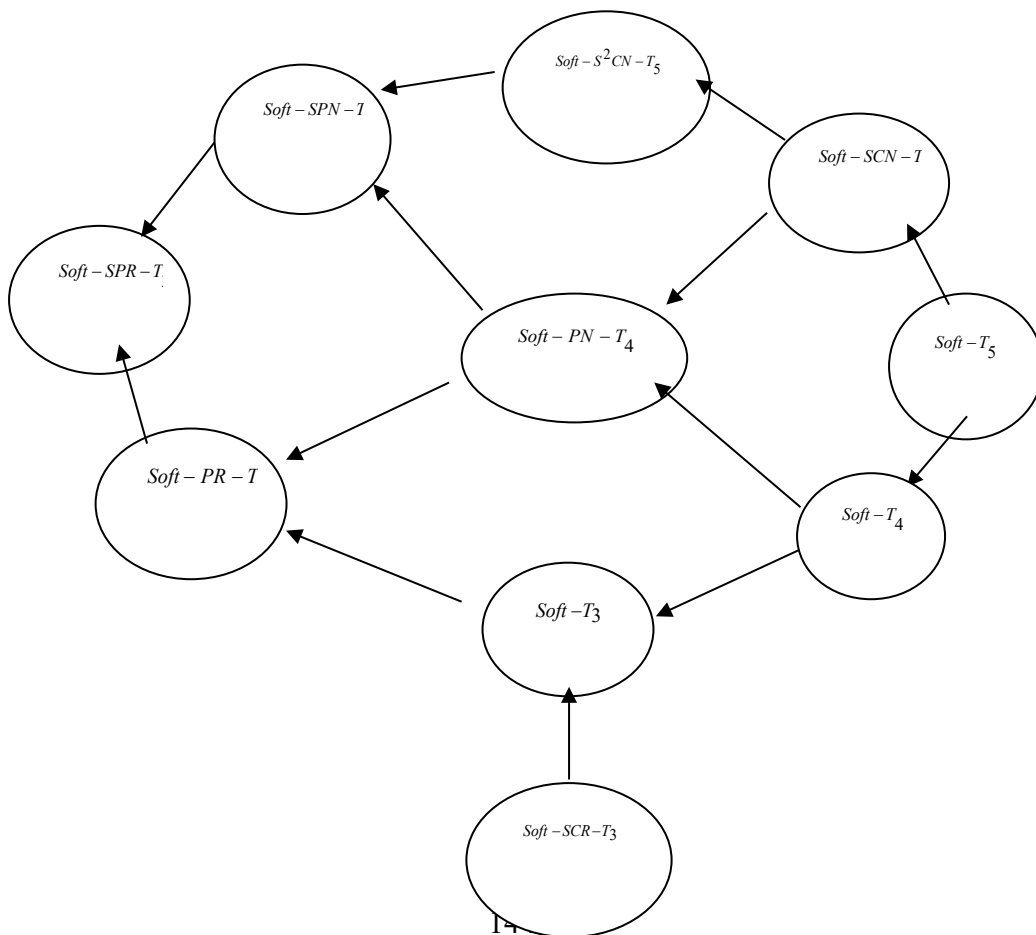 Soft – S²CN – T₅
Soft – SPN – T
Soft – SCN – T
Soft – SPR – T
Soft – PN – T₄
Soft – T₅
Soft – PR – T
Soft – T₄
Soft – T₃
Soft – SCR – T₃
14